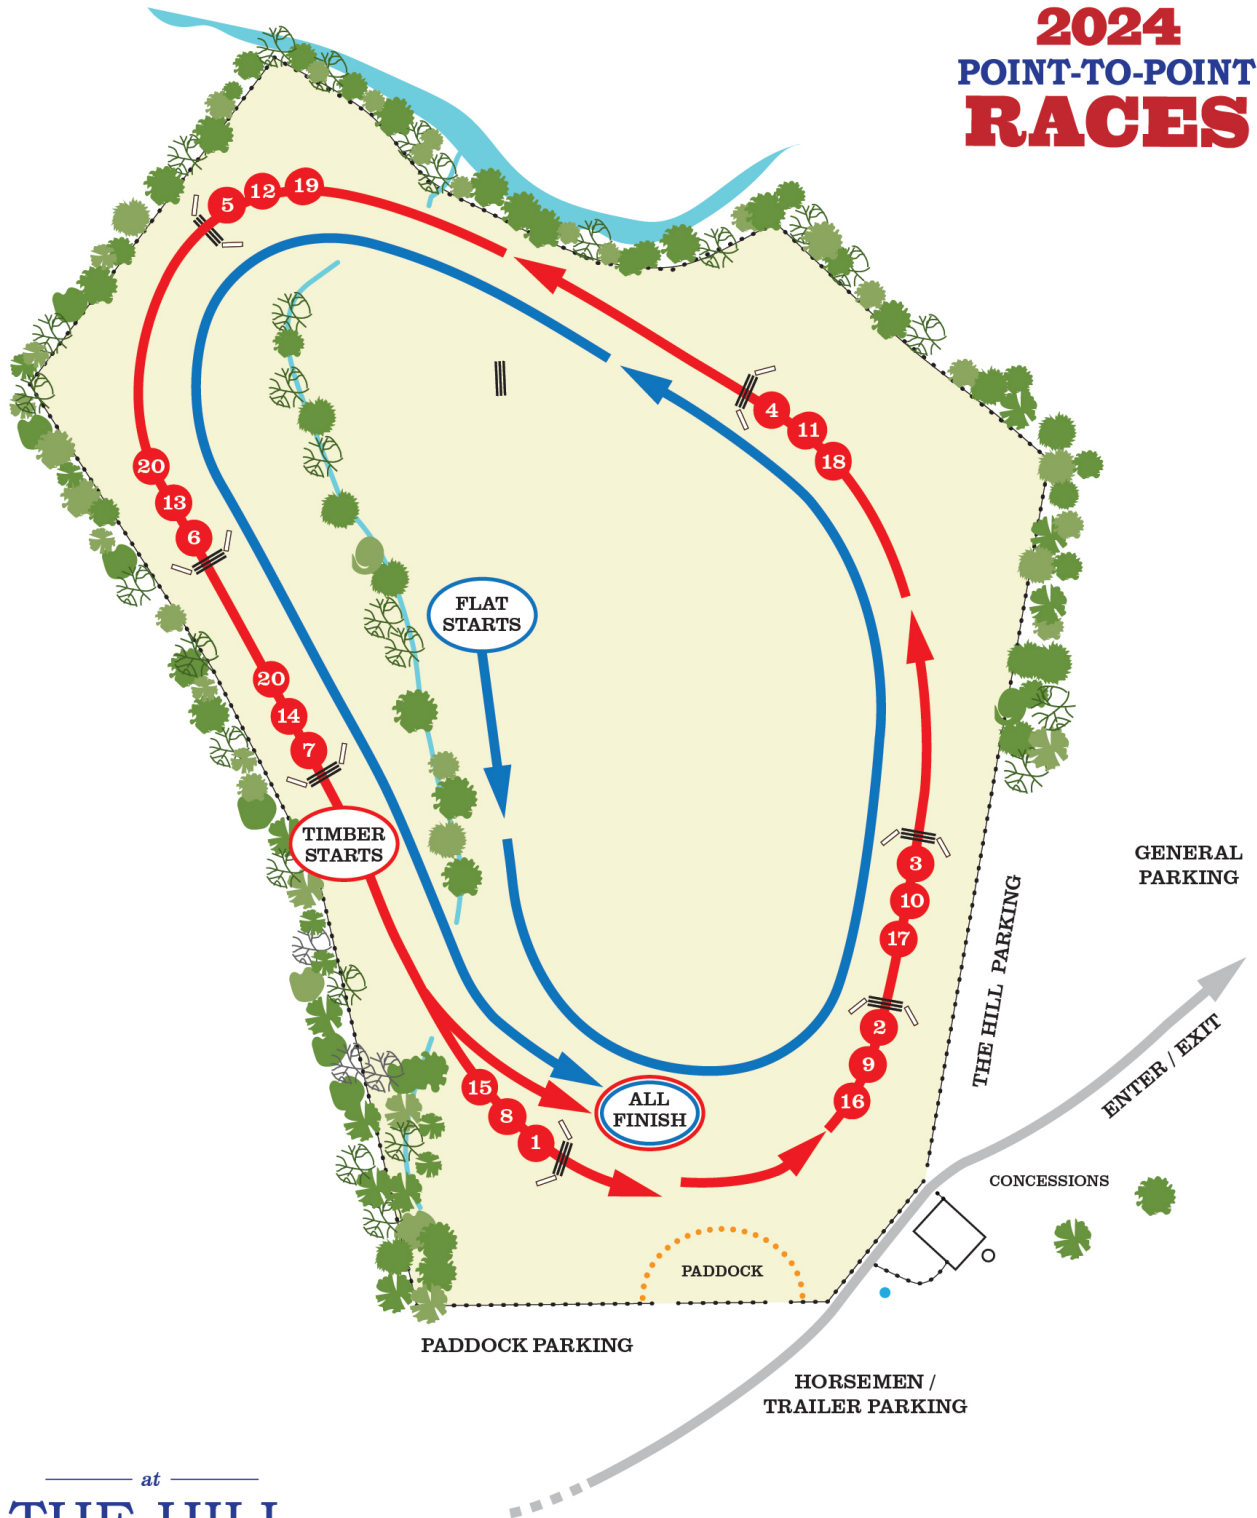 2024
POINT-TO-POINT
RACES
5
12
19
4
11
18
20
13
6
FLAT
STARTS
20
14
7
TIMBER
STARTS
3
10
17
GENERAL
PARKING
THE HILL PARKING
2
9
16
ENTER / EXIT
15
8
1
ALL
FINISH
CONCESSIONS
PADDOCK
PADDOCK PARKING
HORSEMEN /
TRAILER PARKING
at
THE HILL